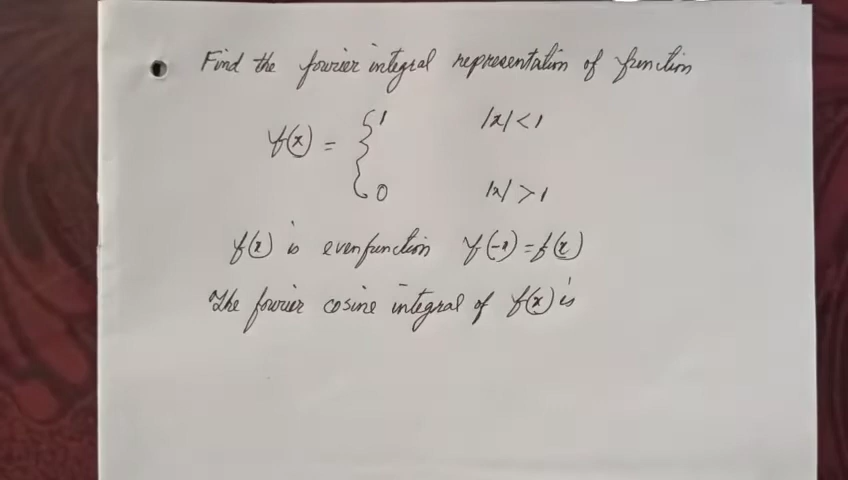 Find the fourier integral representation of function
f(x) = { 1 |x| < 1
0 |x| > 1
f(x) is even function f(-x) = f(x)
The fourier cosine integral of f(x) is